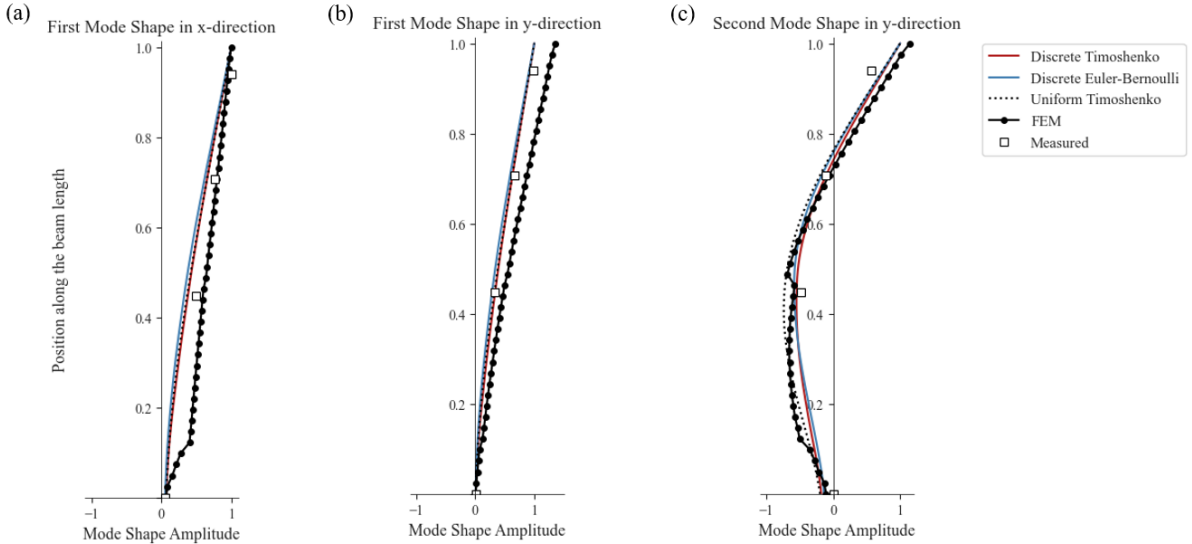 (a)
First Mode Shape in x-direction
1.0
0.8
0.6
0.4
0.2
−1
0
1
Mode Shape Amplitude
Position along the beam length
(b)
First Mode Shape in y-direction
1.0
0.8
0.6
0.4
0.2
−1
0
1
Mode Shape Amplitude
(c)
Second Mode Shape in y-direction
1.0
0.8
0.6
0.4
0.2
−1
0
1
Mode Shape Amplitude
Discrete Timoshenko
Discrete Euler-Bernoulli
Uniform Timoshenko
FEM
Measured